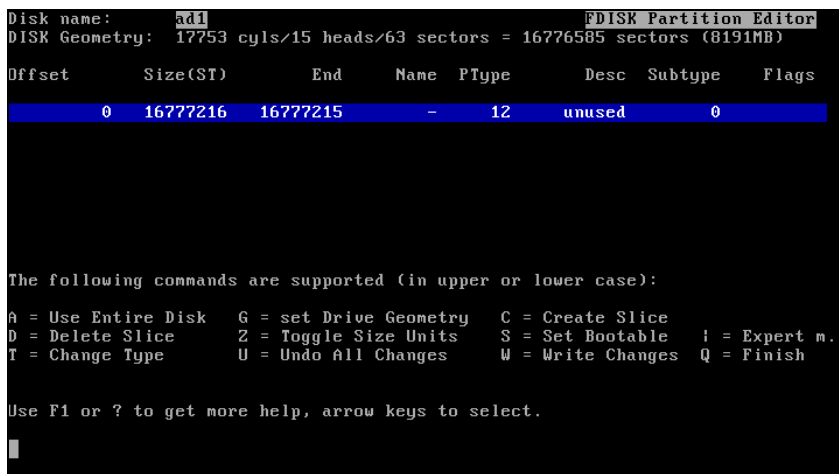 Disk name: ad1 FDISK Partition Editor
DISK Geometry: 17753 cyls/15 heads/63 sectors = 16776585 sectors (8191MB)
Offset Size(ST) End Name PType Desc Subtype Flags
0 16777216 16777215 - 12 unused 0
The following commands are supported (in upper or lower case):
A = Use Entire Disk G = set Drive Geometry C = Create Slice
D = Delete Slice Z = Toggle Size Units S = Set Bootable | = Expert m.
T = Change Type U = Undo All Changes W = Write Changes Q = Finish
Use F1 or ? to get more help, arrow keys to select.